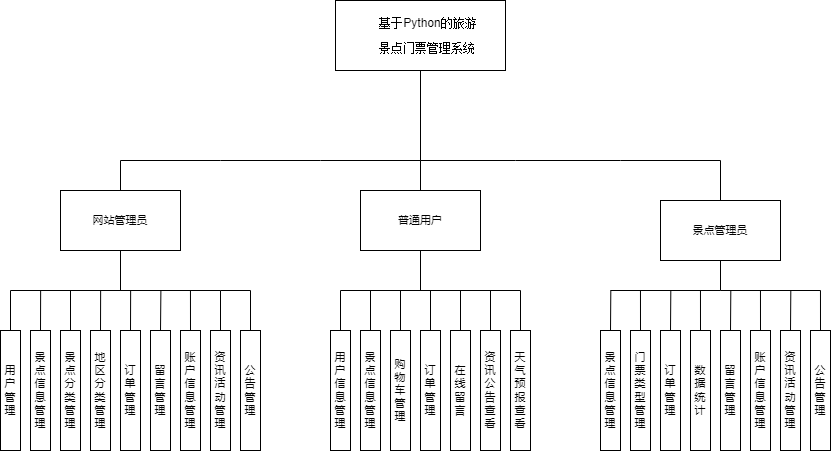 基于Python的旅游
景点门票管理系统
网站管理员
普通用户
景点管理员
用户管理
景点信息管理
景点分类管理
地区分类管理
订单管理
留言管理
账户信息管理
资讯活动管理
公告管理
用户信息管理
景点信息管理
购物车管理
订单管理
在线留言
资讯公告查看
天气预报查看
景点信息管理
门票类型管理
订单管理
数据统计
留言管理
账户信息管理
资讯活动管理
公告管理